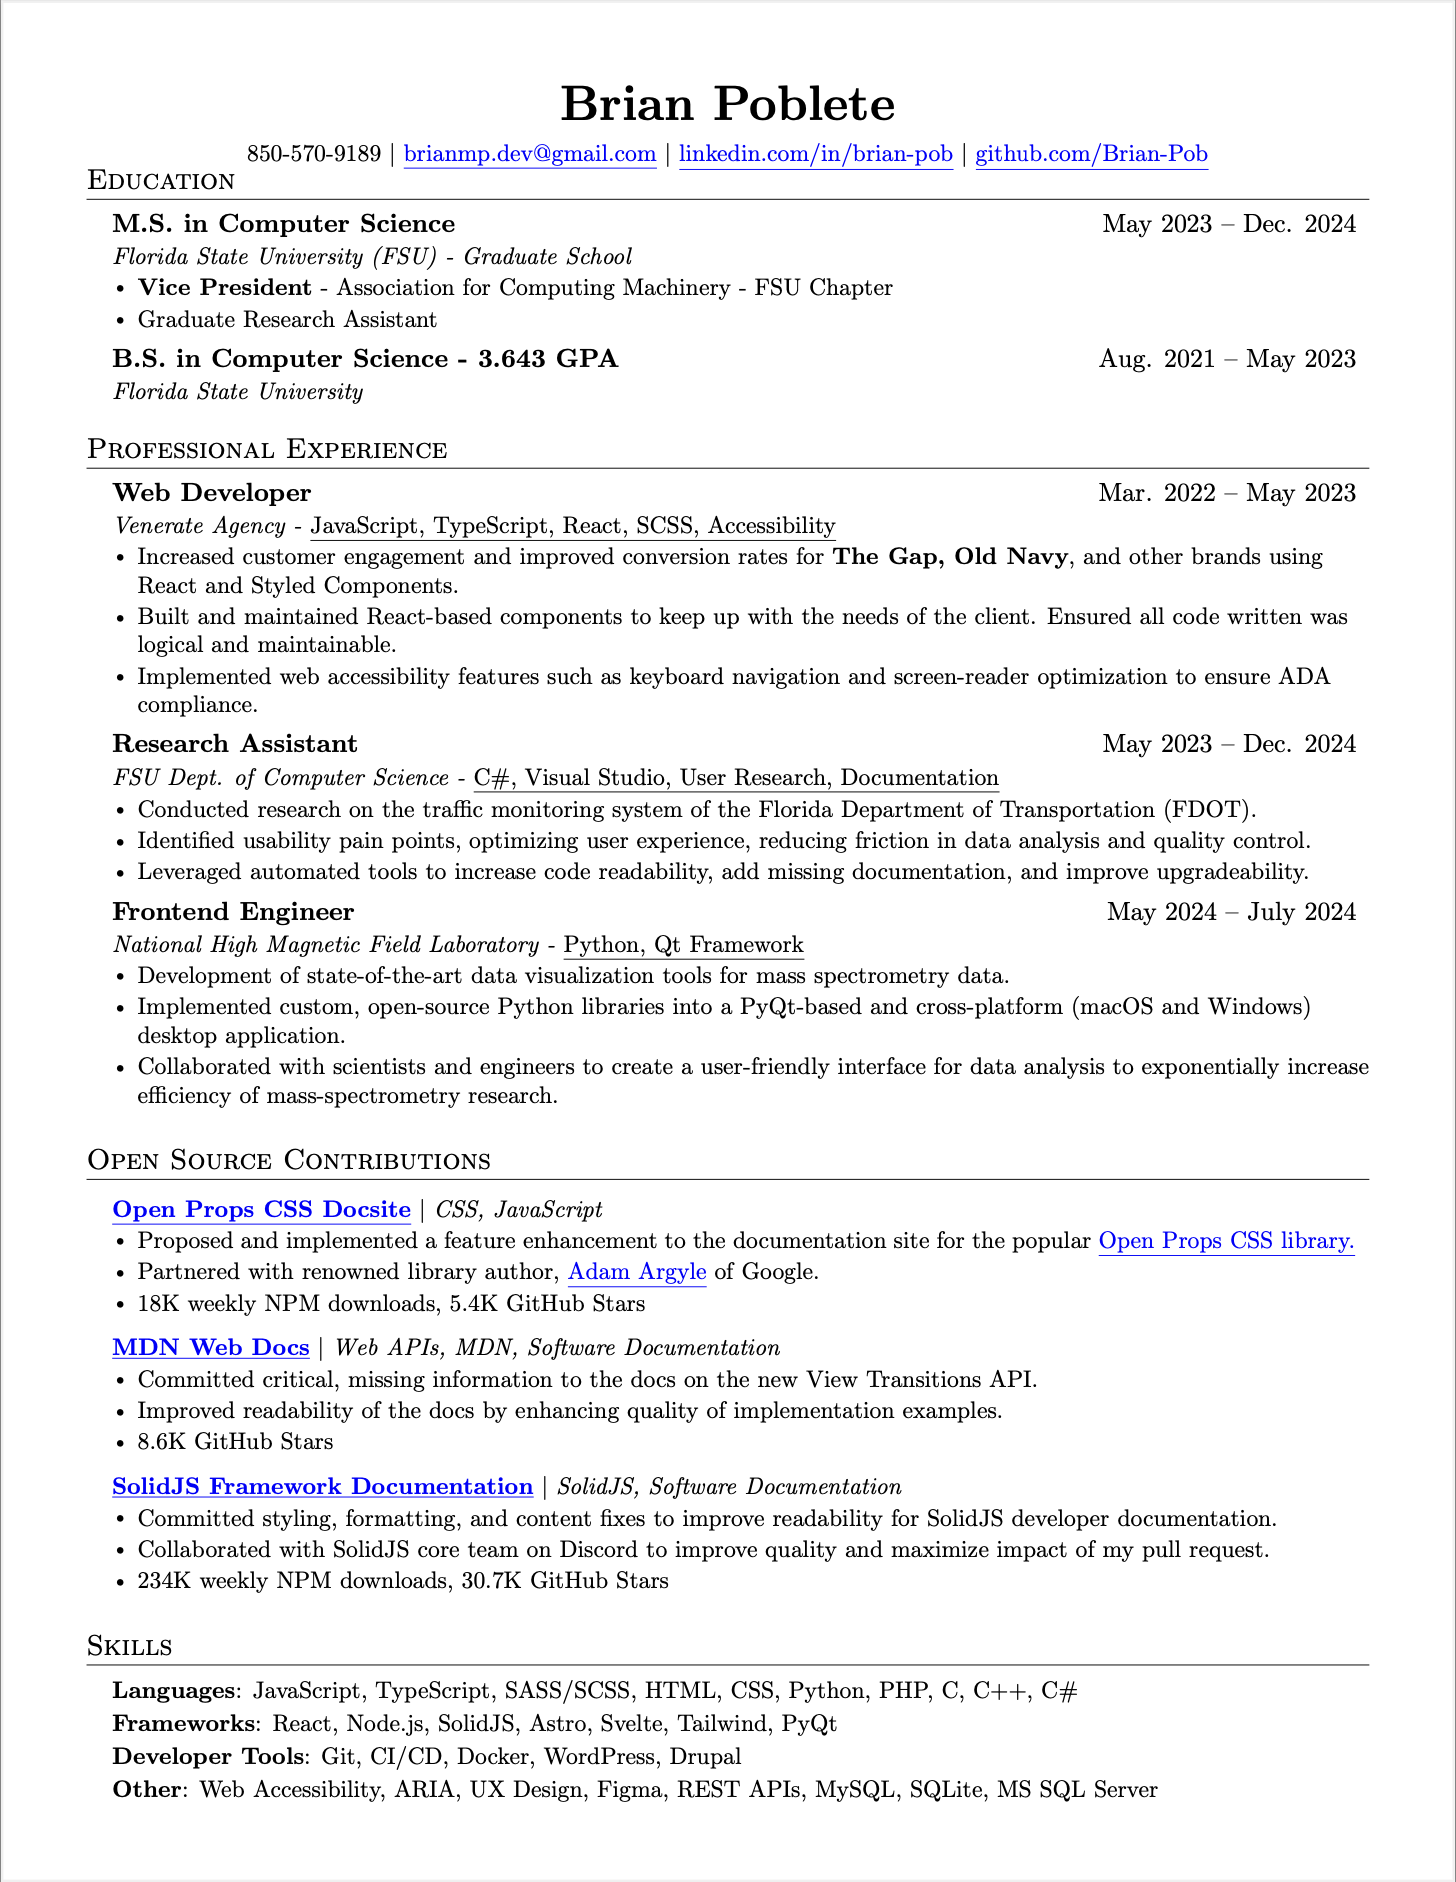 Brian Poblete
850-570-9189 | brianmp.dev@gmail.com | linkedin.com/in/brian-pob | github.com/Brian-Pob
Education
M.S. in Computer Science May 2023 – Dec. 2024
Florida State University (FSU) - Graduate School
• Vice President - Association for Computing Machinery - FSU Chapter
• Graduate Research Assistant
B.S. in Computer Science - 3.643 GPA Aug. 2021 – May 2023
Florida State University
Professional Experience
Web Developer Mar. 2022 – May 2023
Venerate Agency - JavaScript, TypeScript, React, SCSS, Accessibility
• Increased customer engagement and improved conversion rates for The Gap, Old Navy, and other brands using
React and Styled Components.
• Built and maintained React-based components to keep up with the needs of the client. Ensured all code written was
logical and maintainable.
• Implemented web accessibility features such as keyboard navigation and screen-reader optimization to ensure ADA
compliance.
Research Assistant May 2023 – Dec. 2024
FSU Dept. of Computer Science - C#, Visual Studio, User Research, Documentation
• Conducted research on the traffic monitoring system of the Florida Department of Transportation (FDOT).
• Identified usability pain points, optimizing user experience, reducing friction in data analysis and quality control.
• Leveraged automated tools to increase code readability, add missing documentation, and improve upgradeability.
Frontend Engineer May 2024 – July 2024
National High Magnetic Field Laboratory - Python, Qt Framework
• Development of state-of-the-art data visualization tools for mass spectrometry data.
• Implemented custom, open-source Python libraries into a PyQt-based and cross-platform (macOS and Windows)
desktop application.
• Collaborated with scientists and engineers to create a user-friendly interface for data analysis to exponentially increase
efficiency of mass-spectrometry research.
Open Source Contributions
Open Props CSS Docsite | CSS, JavaScript
• Proposed and implemented a feature enhancement to the documentation site for the popular Open Props CSS library.
• Partnered with renowned library author, Adam Argyle of Google.
• 18K weekly NPM downloads, 5.4K GitHub Stars
MDN Web Docs | Web APIs, MDN, Software Documentation
• Committed critical, missing information to the docs on the new View Transitions API.
• Improved readability of the docs by enhancing quality of implementation examples.
• 8.6K GitHub Stars
SolidJS Framework Documentation | SolidJS, Software Documentation
• Committed styling, formatting, and content fixes to improve readability for SolidJS developer documentation.
• Collaborated with SolidJS core team on Discord to improve quality and maximize impact of my pull request.
• 234K weekly NPM downloads, 30.7K GitHub Stars
Skills
Languages: JavaScript, TypeScript, SASS/SCSS, HTML, CSS, Python, PHP, C, C++, C#
Frameworks: React, Node.js, SolidJS, Astro, Svelte, Tailwind, PyQt
Developer Tools: Git, CI/CD, Docker, WordPress, Drupal
Other: Web Accessibility, ARIA, UX Design, Figma, REST APIs, MySQL, SQLite, MS SQL Server